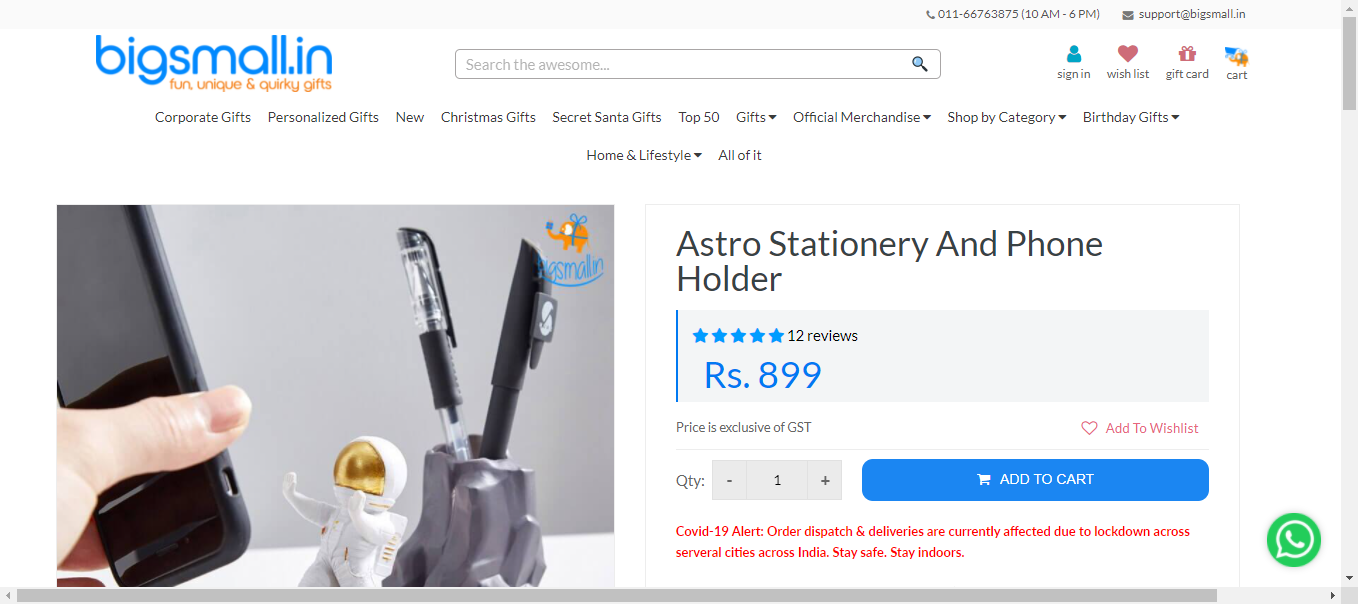 011-66763875 (10 AM - 6 PM) support@bigsmall.in
bigsmall.in
fun, unique & quirky gifts
Search the awesome...
sign in wish list gift card cart
Corporate Gifts Personalized Gifts New Christmas Gifts Secret Santa Gifts Top 50 Gifts Official Merchandise Shop by Category Birthday Gifts
Home & Lifestyle All of it
bigsmall.in
Astro Stationery And Phone
Holder
12 reviews
Rs. 899
Price is exclusive of GST
Add To Wishlist
Qty: - 1 + ADD TO CART
Covid-19 Alert: Order dispatch & deliveries are currently affected due to lockdown across
serveral cities across India. Stay safe. Stay indoors.